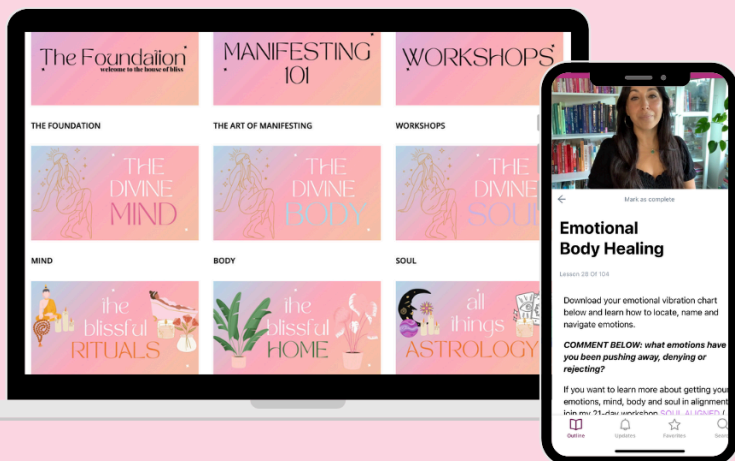 The Foundation
welcome to the house of bliss
MANIFESTING
101
WORKSHOPS
THE FOUNDATION
THE ART OF MANIFESTING
WORKSHOPS
THE
DIVINE
MIND
THE
DIVINE
BODY
THE
DIVINE
SOUL
MIND
BODY
SOUL
the
blissful
RITUALS
the
blissful
HOME
all
things
ASTROLOGY
Mark as complete
Emotional
Body Healing
Lesson 28 Of 104
Download your emotional vibration chart
below and learn how to locate, name and
navigate emotions.
COMMENT BELOW: what emotions have
you been pushing away, denying or
rejecting?
If you want to learn more about getting your
emotions, mind, body and soul in alignment
join my 21-day workshop SOUL ALIGNED /
Outline
Updates
Favorites